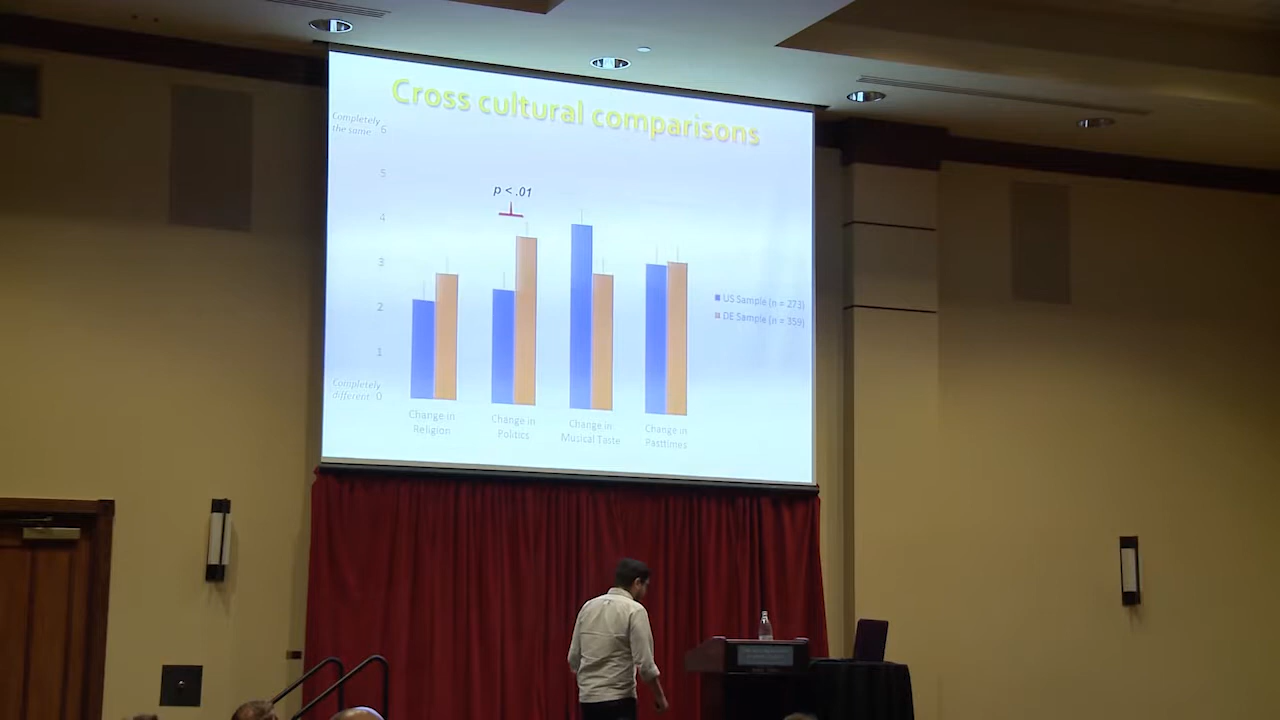 Cross cultural comparisons
Completely
the same 6
5
4
3
2
1
Completely
different 0
p < .01
Change in
Religion
Change in
Politics
Change in
Musical Taste
Change in
Pasttimes
US Sample (n = 273)
DE Sample (n = 359)